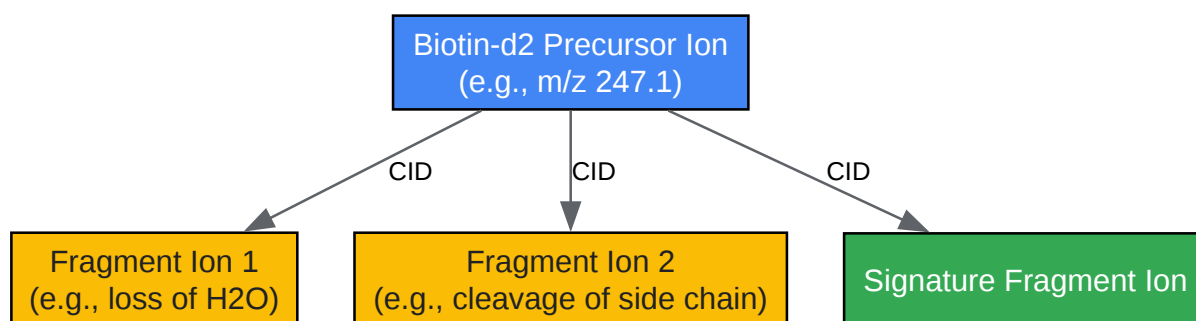 Biotin-d2 Precursor Ion
(e.g., m/z 247.1)
CID
CID
CID
Fragment Ion 1
(e.g., loss of H2O)
Fragment Ion 2
(e.g., cleavage of side chain)
Signature Fragment Ion